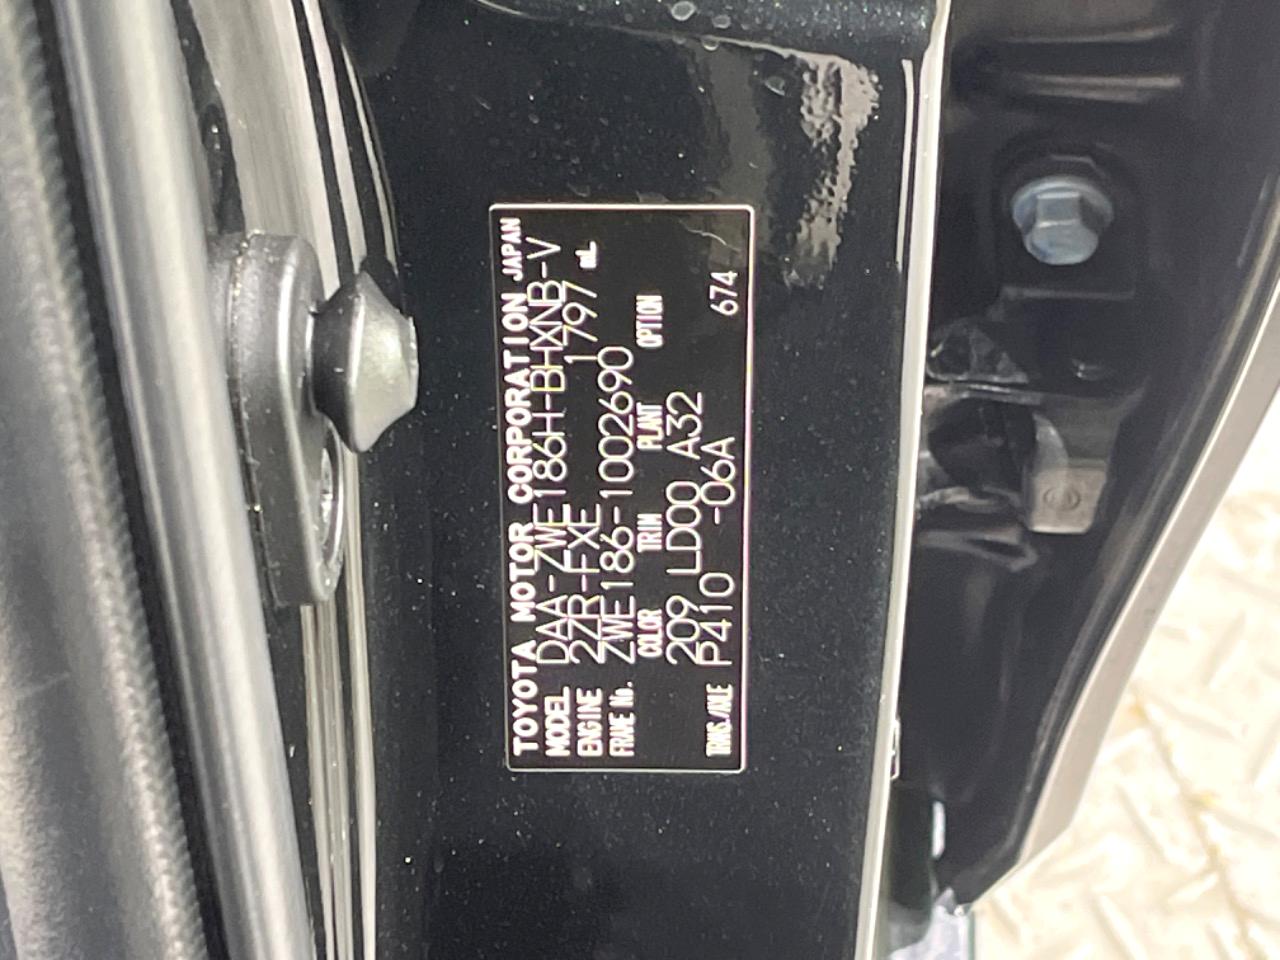 TOYOTA MOTOR CORPORATION JAPAN
MODEL DAA-ZWE186H-BHXNB-V
ENGINE 2ZR-FXE 1797 mL
FRAME No. ZWE186-1002690
COLOR TRIM PLANT OPTION
209 LD00 A32
TRANS./AXLE P410 -06A 674